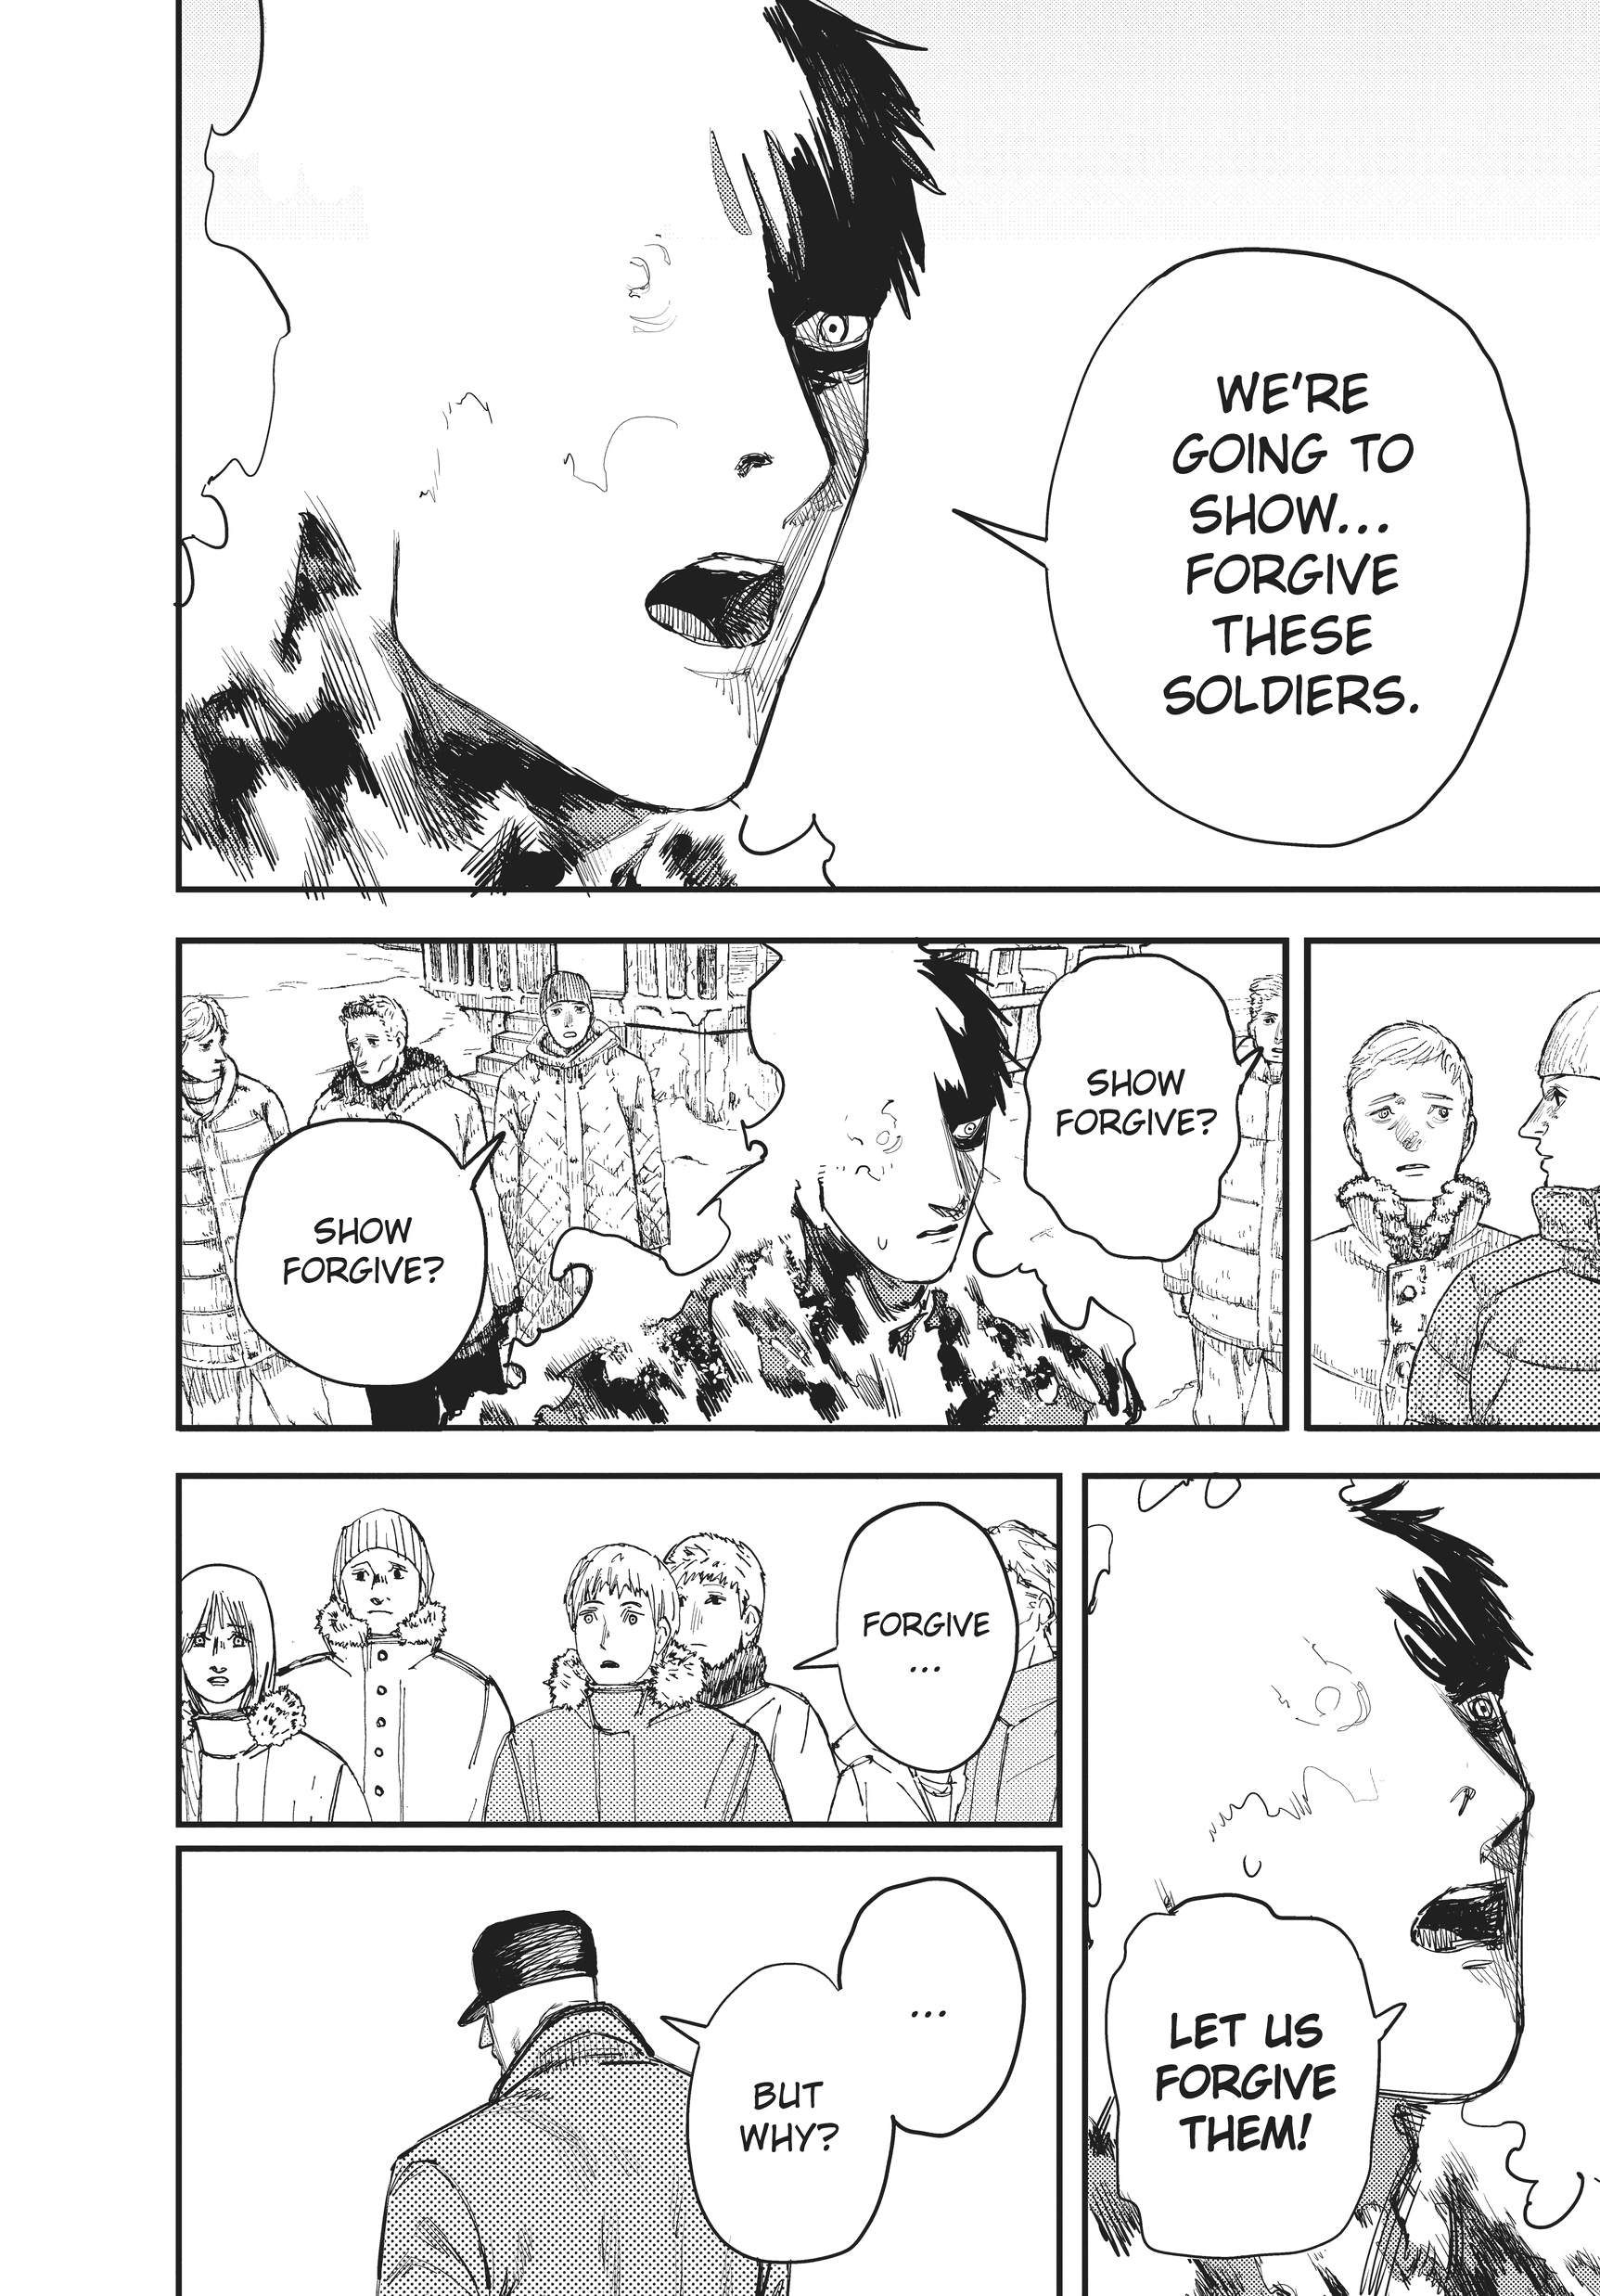 WE'RE
GOING TO
SHOW...
FORGIVE
THESE
SOLDIERS.
SHOW
FORGIVE?
SHOW
FORGIVE?
LET US
FORGIVE
THEM!
FORGIVE
...
...
BUT
WHY?